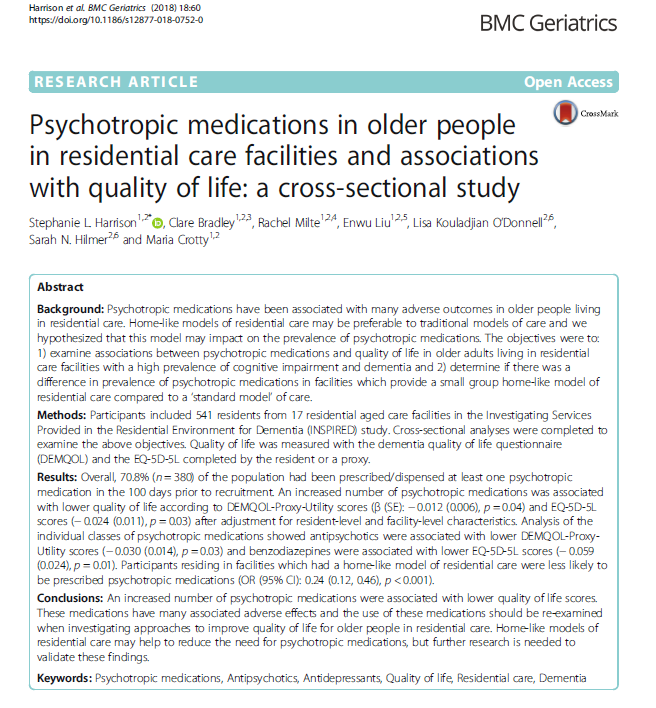 Harrison et al. BMC Geriatrics (2018) 18:60
https://doi.org/10.1186/s12877-018-0752-0
BMC Geriatrics
RESEARCH ARTICLE
Open Access
CrossMark
Psychotropic medications in older people
in residential care facilities and associations
with quality of life: a cross-sectional study
Stephanie L. Harrison1,2*, Clare Bradley1,2,3, Rachel Milte1,2,4, Enwu Liu1,2,5, Lisa Kouladjian O'Donnell2,6,
Sarah N. Hilmer2,6 and Maria Crotty1,2
Abstract
Background: Psychotropic medications have been associated with many adverse outcomes in older people living
in residential care. Home-like models of residential care may be preferable to traditional models of care and we
hypothesized that this model may impact on the prevalence of psychotropic medications. The objectives were to:
1) examine associations between psychotropic medications and quality of life in older adults living in residential
care facilities with a high prevalence of cognitive impairment and dementia and 2) determine if there was a
difference in prevalence of psychotropic medications in facilities which provide a small group home-like model of
residential care compared to a 'standard model' of care.
Methods: Participants included 541 residents from 17 residential aged care facilities in the Investigating Services
Provided in the Residential Environment for Dementia (INSPIRED) study. Cross-sectional analyses were completed to
examine the above objectives. Quality of life was measured with the dementia quality of life questionnaire
(DEMQOL) and the EQ-5D-5L completed by the resident or a proxy.
Results: Overall, 70.8% (n = 380) of the population had been prescribed/dispensed at least one psychotropic
medication in the 100 days prior to recruitment. An increased number of psychotropic medications was associated
with lower quality of life according to DEMQOL-Proxy-Utility scores (β (SE): − 0.012 (0.006), p = 0.04) and EQ-5D-5L
scores (− 0.024 (0.011), p = 0.03) after adjustment for resident-level and facility-level characteristics. Analysis of the
individual classes of psychotropic medications showed antipsychotics were associated with lower DEMQOL-Proxy-
Utility scores (− 0.030 (0.014), p = 0.03) and benzodiazepines were associated with lower EQ-5D-5L scores (− 0.059
(0.024), p = 0.01). Participants residing in facilities which had a home-like model of residential care were less likely to
be prescribed psychotropic medications (OR (95% CI): 0.24 (0.12, 0.46), p < 0.001).
Conclusions: An increased number of psychotropic medications were associated with lower quality of life scores.
These medications have many associated adverse effects and the use of these medications should be re-examined
when investigating approaches to improve quality of life for older people in residential care. Home-like models of
residential care may help to reduce the need for psychotropic medications, but further research is needed to
validate these findings.
Keywords: Psychotropic medications, Antipsychotics, Antidepressants, Quality of life, Residential care, Dementia